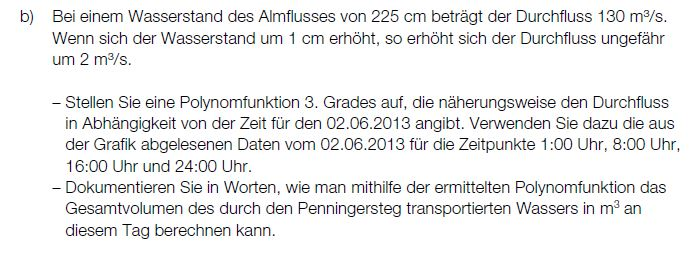 b) Bei einem Wasserstand des Almflusses von 225 cm beträgt der Durchfluss 130 m³/s.
Wenn sich der Wasserstand um 1 cm erhöht, so erhöht sich der Durchfluss ungefähr
um 2 m³/s.
– Stellen Sie eine Polynomfunktion 3. Grades auf, die näherungsweise den Durchfluss
in Abhängigkeit von der Zeit für den 02.06.2013 angibt. Verwenden Sie dazu die aus
der Grafik abgelesenen Daten vom 02.06.2013 für die Zeitpunkte 1:00 Uhr, 8:00 Uhr,
16:00 Uhr und 24:00 Uhr.
– Dokumentieren Sie in Worten, wie man mithilfe der ermittelten Polynomfunktion das
Gesamtvolumen des durch den Penningersteg transportierten Wassers in m³ an
diesem Tag berechnen kann.